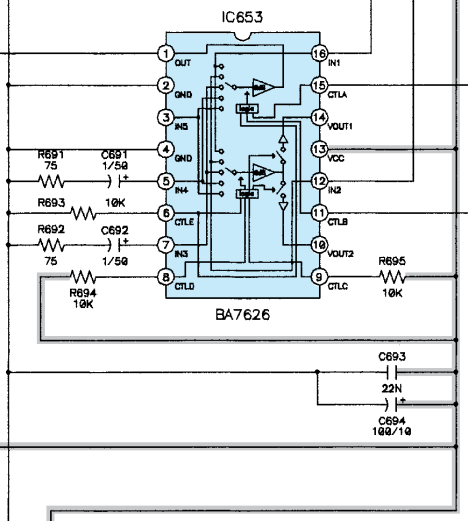 IC653
1 OUT
16 IN1
2 GND
15 CTLA
3 IN5
14 VOUT1
4 GND
13 VCC
R691
75
C691
1/50
+
5 IN4
12 IN2
R693
10K
6 CTLE
11 CTLB
R692
75
C692
1/50
+
7 IN3
10 VOUT2
R694
10K
8 CTLD
9 CTLC
R695
10K
logic
logic
BA7626
C693
22N
+
C694
100/10